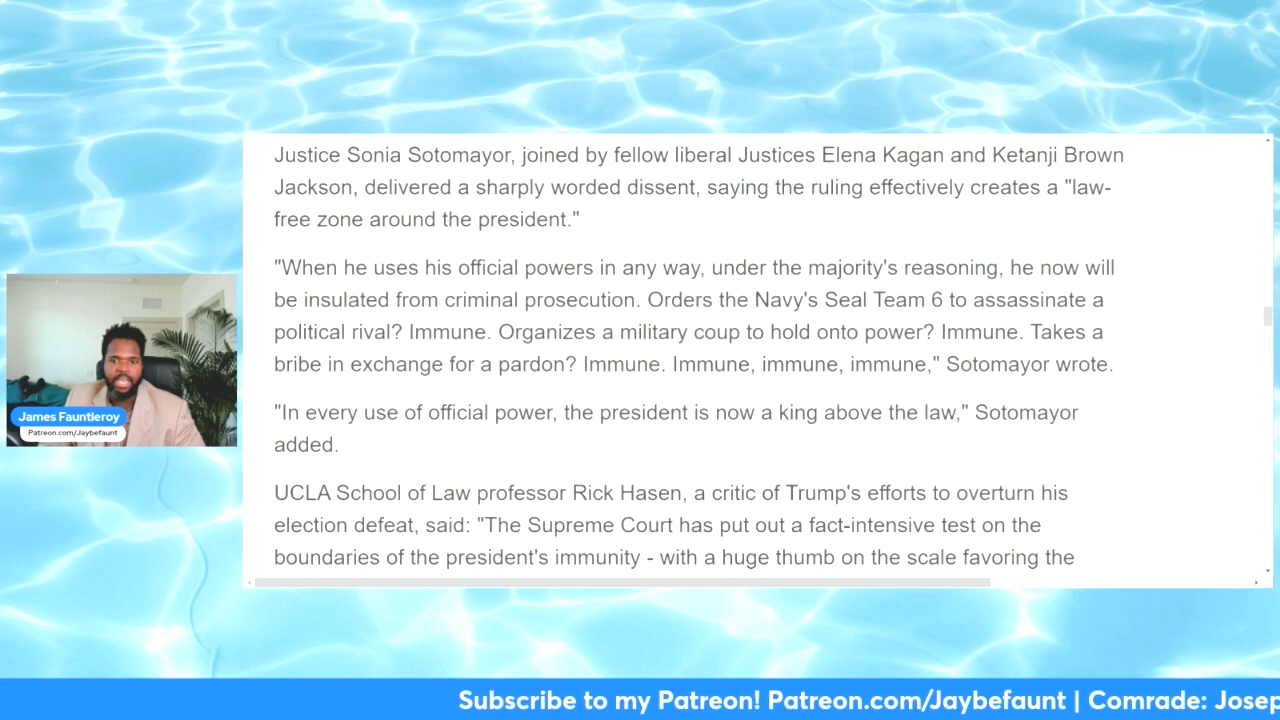 Justice Sonia Sotomayor, joined by fellow liberal Justices Elena Kagan and Ketanji Brown
Jackson, delivered a sharply worded dissent, saying the ruling effectively creates a "law-
free zone around the president."
"When he uses his official powers in any way, under the majority's reasoning, he now will
be insulated from criminal prosecution. Orders the Navy's Seal Team 6 to assassinate a
political rival? Immune. Organizes a military coup to hold onto power? Immune. Takes a
bribe in exchange for a pardon? Immune. Immune, immune, immune," Sotomayor wrote.
"In every use of official power, the president is now a king above the law," Sotomayor
added.
UCLA School of Law professor Rick Hasen, a critic of Trump's efforts to overturn his
election defeat, said: "The Supreme Court has put out a fact-intensive test on the
boundaries of the president's immunity - with a huge thumb on the scale favoring the
James Fauntleroy
Patreon.com/Jaybefaunt
Subscribe to my Patreon! Patreon.com/Jaybefaunt | Comrade: Josep